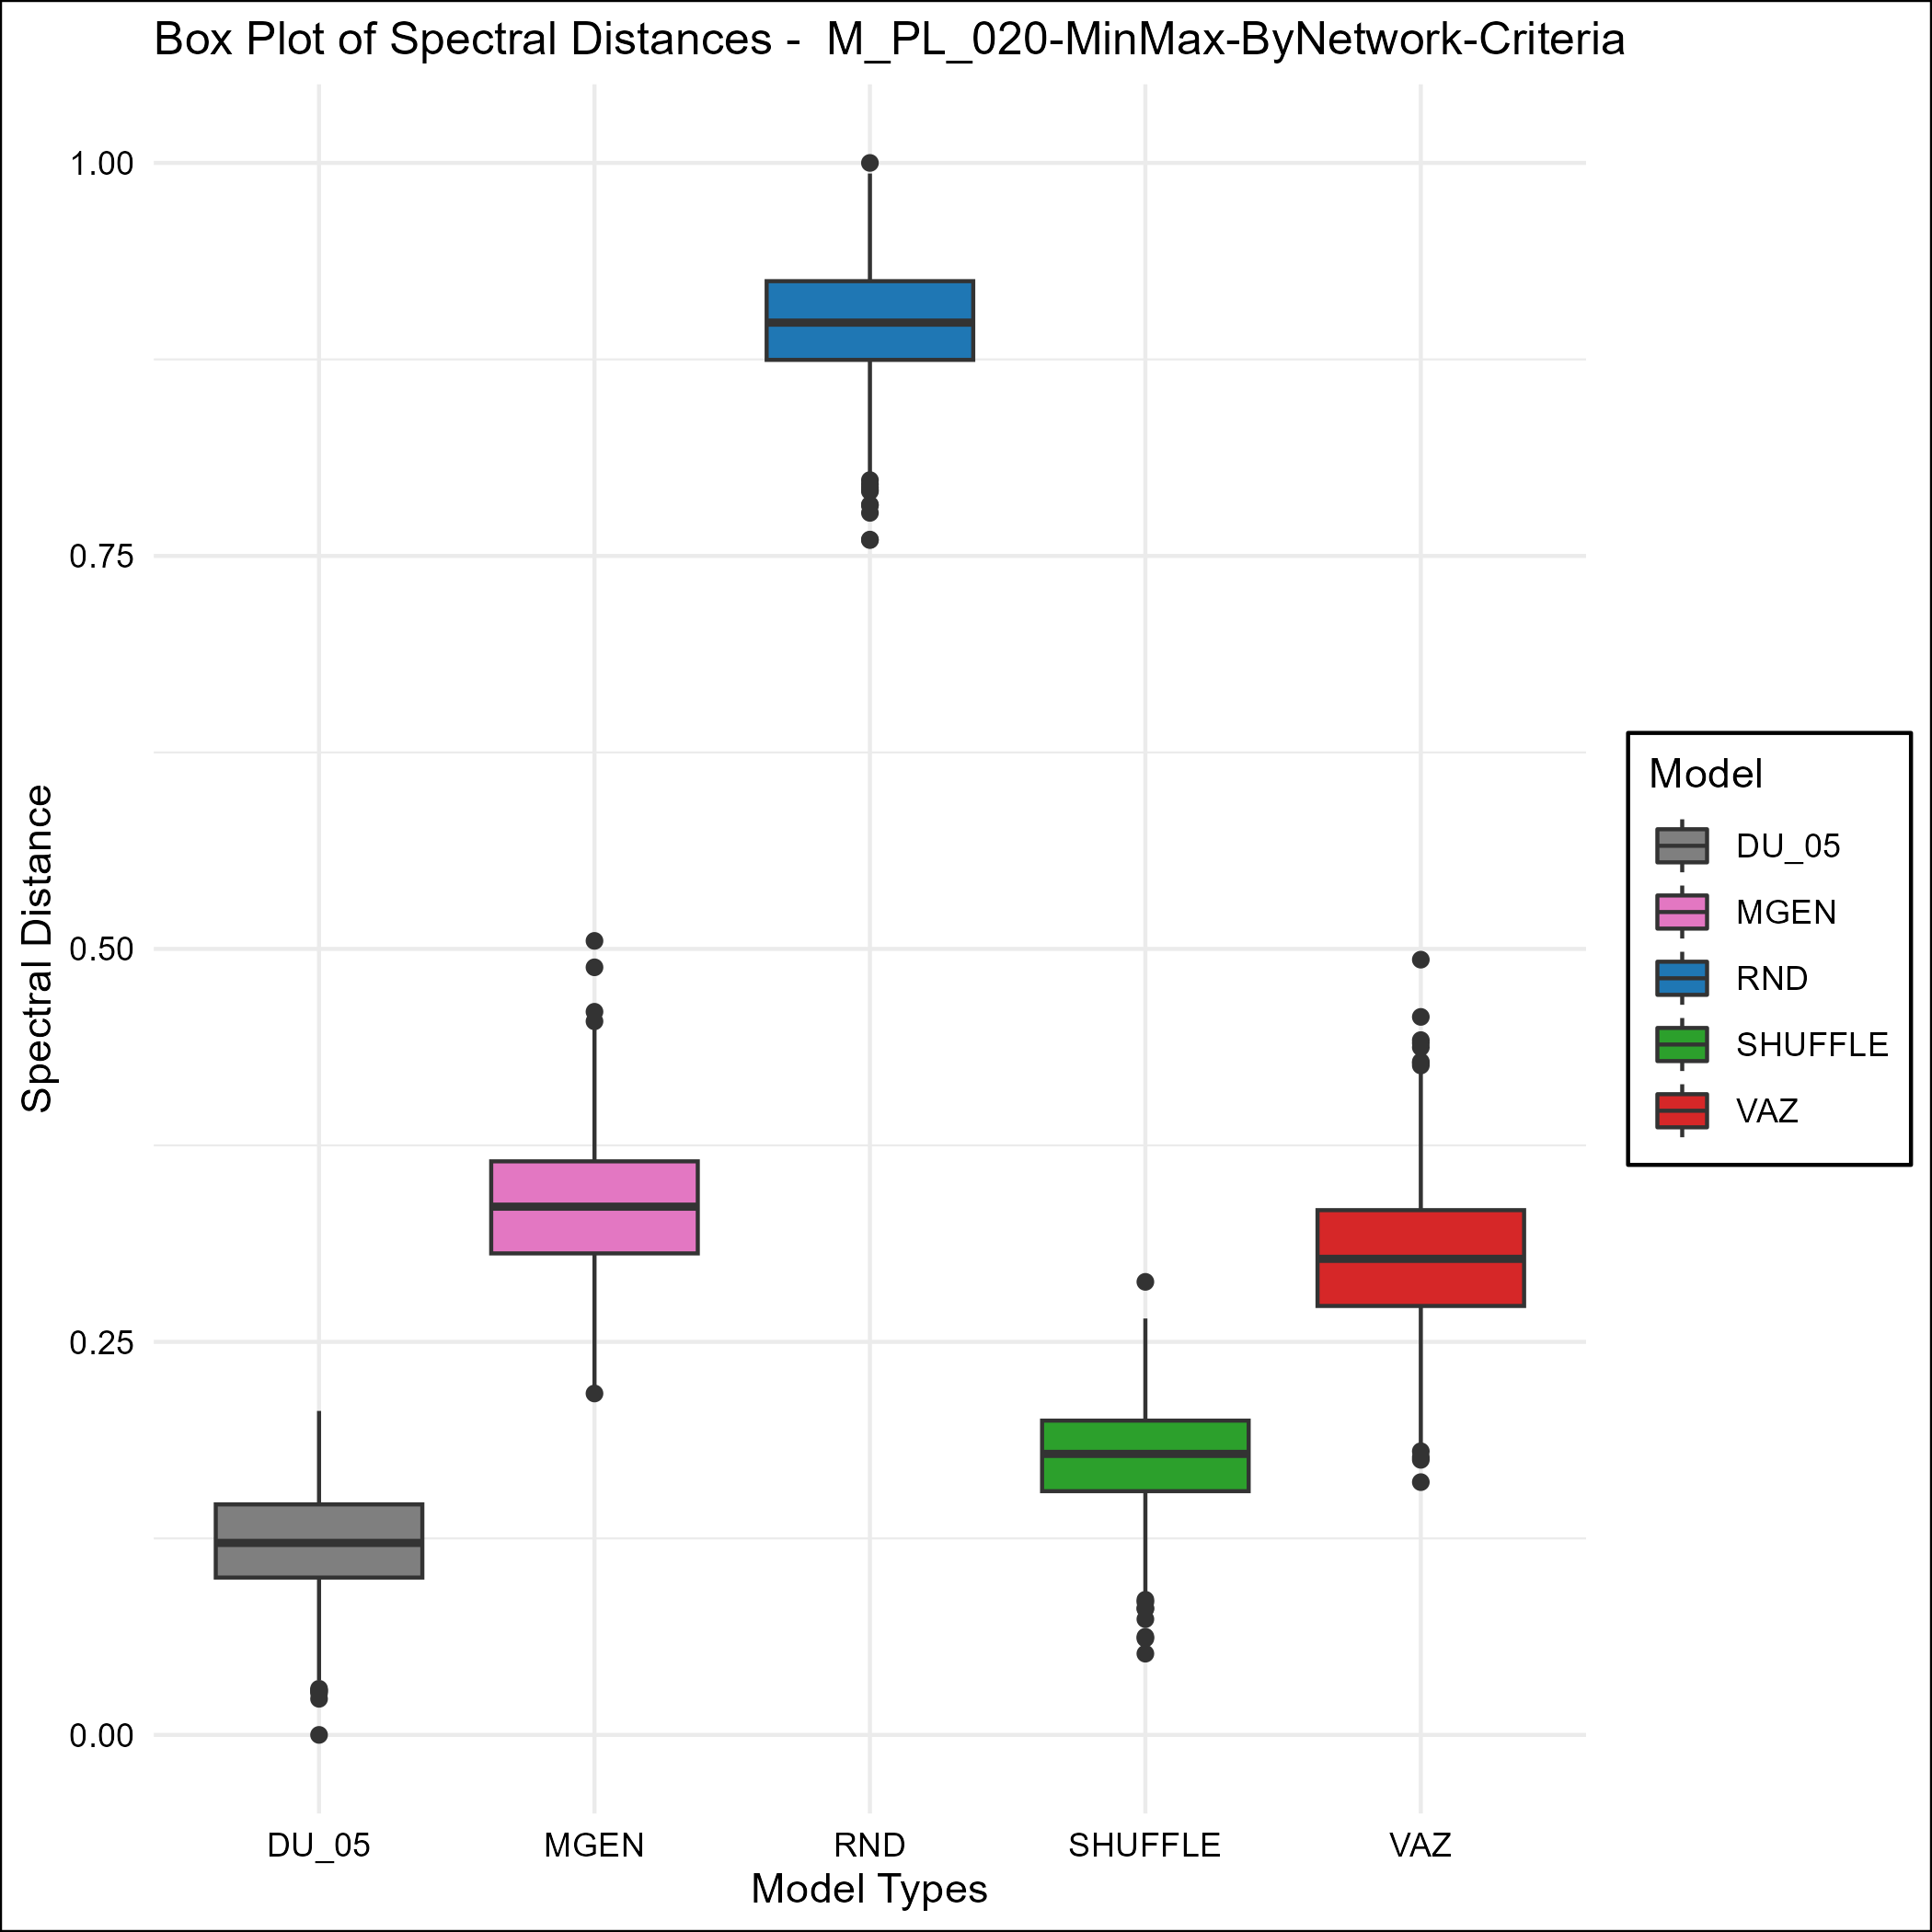 Box Plot of Spectral Distances -  M_PL_020-MinMax-ByNetwork-Criteria
Spectral Distance
1.00
0.75
0.50
0.25
0.00
DU_05
MGEN
RND
SHUFFLE
VAZ
Model Types
Model
DU_05
MGEN
RND
SHUFFLE
VAZ